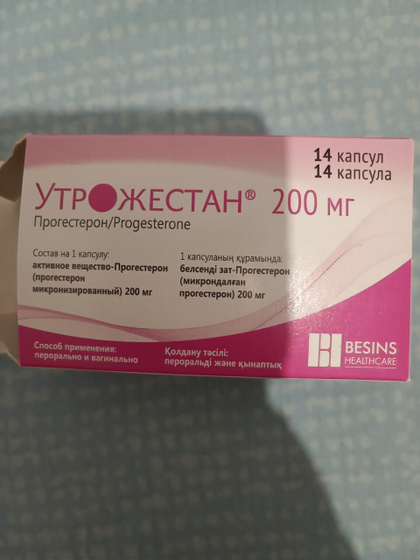 14 капсул
14 капсула
УТРОЖЕСТАН® 200 мг
Прогестерон/Progesterone
Состав на 1 капсулу:
активное вещество-Прогестерон
(прогестерон
микронизированный) 200 мг
1 капсуланың құрамында:
белсенді зат-Прогестерон
(микрондалған
прогестерон) 200 мг
Способ применения:
перорально и вагинально
Қолдану тәсілі:
пероральді және қынаптық
BESINS
HEALTHCARE